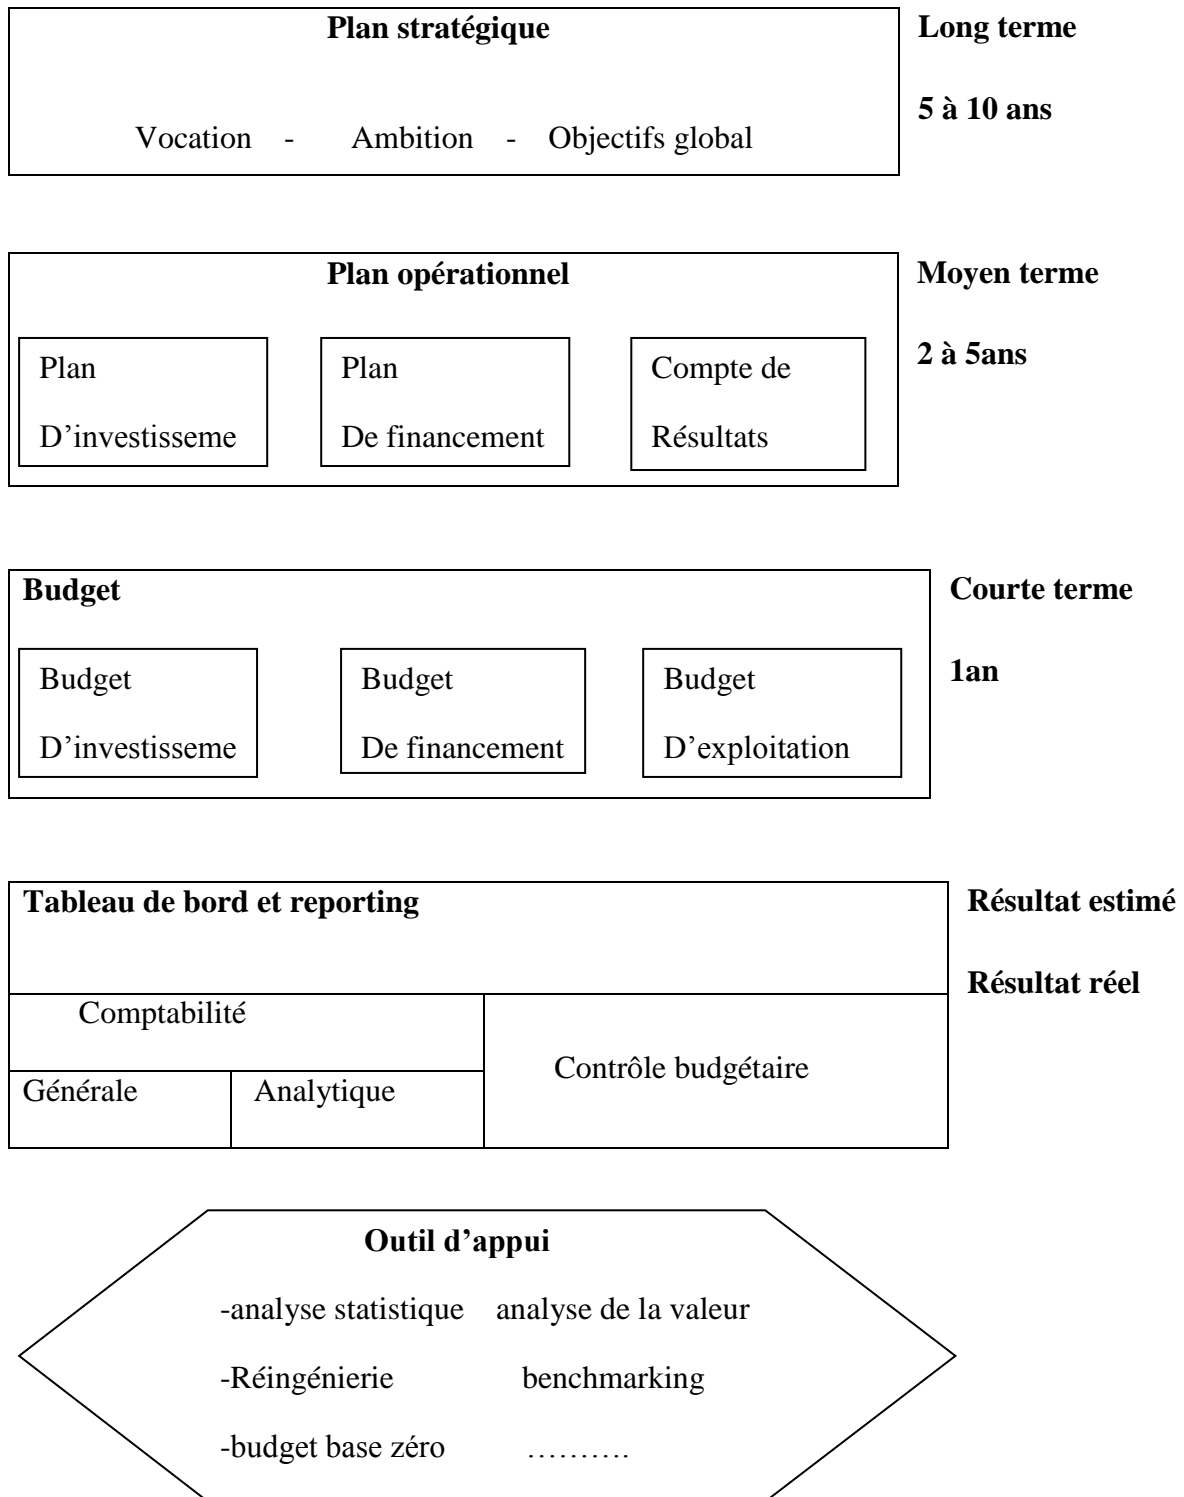 Plan stratégique
Long terme
5 à 10 ans
Vocation - Ambition - Objectifs global
Plan opérationnel
Moyen terme
2 à 5ans
Plan
D’investisseme
Plan
De financement
Compte de
Résultats
Budget
Courte terme
1an
Budget
D’investisseme
Budget
De financement
Budget
D’exploitation
Tableau de bord et reporting
Résultat estimé
Résultat réel
Comptabilité
Générale
Analytique
Contrôle budgétaire
Outil d’appui
-analyse statistique analyse de la valeur
-Réingénierie benchmarking
-budget base zéro ……….